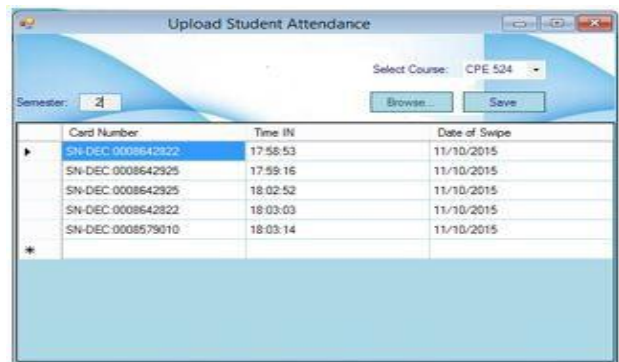 Upload Student Attendance
Select Course: CPE 524
Semester: 2
Browse... Save
Card Number Time IN Date of Swipe
SN-DEC:0008642822 17:58:53 11/10/2015
SN-DEC:0008642925 17:59:16 11/10/2015
SN-DEC:0008642925 18:02:52 11/10/2015
SN-DEC:0008642822 18:03:03 11/10/2015
SN-DEC:0008579010 18:03:14 11/10/2015